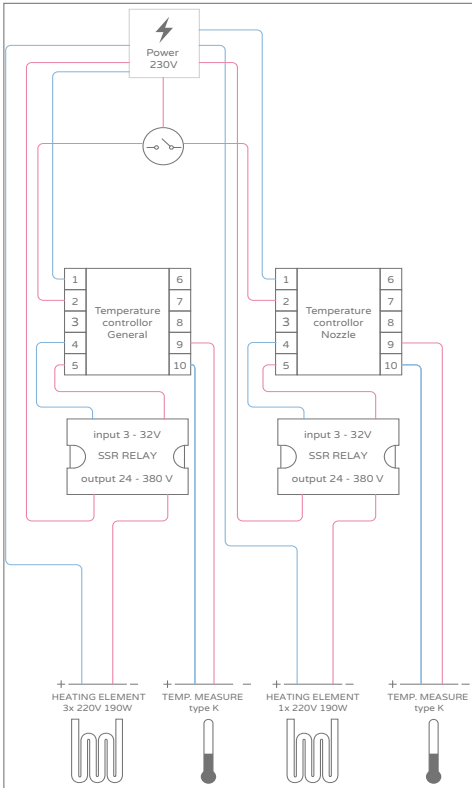 Power
230V
1
2
3
4
5
Temperature
controllor
General
6
7
8
9
10
1
2
3
4
5
Temperature
controllor
Nozzle
6
7
8
9
10
input 3 - 32V
SSR RELAY
output 24 - 380 V
input 3 - 32V
SSR RELAY
output 24 - 380 V
+ −
HEATING ELEMENT
3x 220V 190W
+ −
TEMP. MEASURE
type K
+ −
HEATING ELEMENT
1x 220V 190W
+ −
TEMP. MEASURE
type K